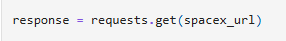 response = requests.get(spacex_url)